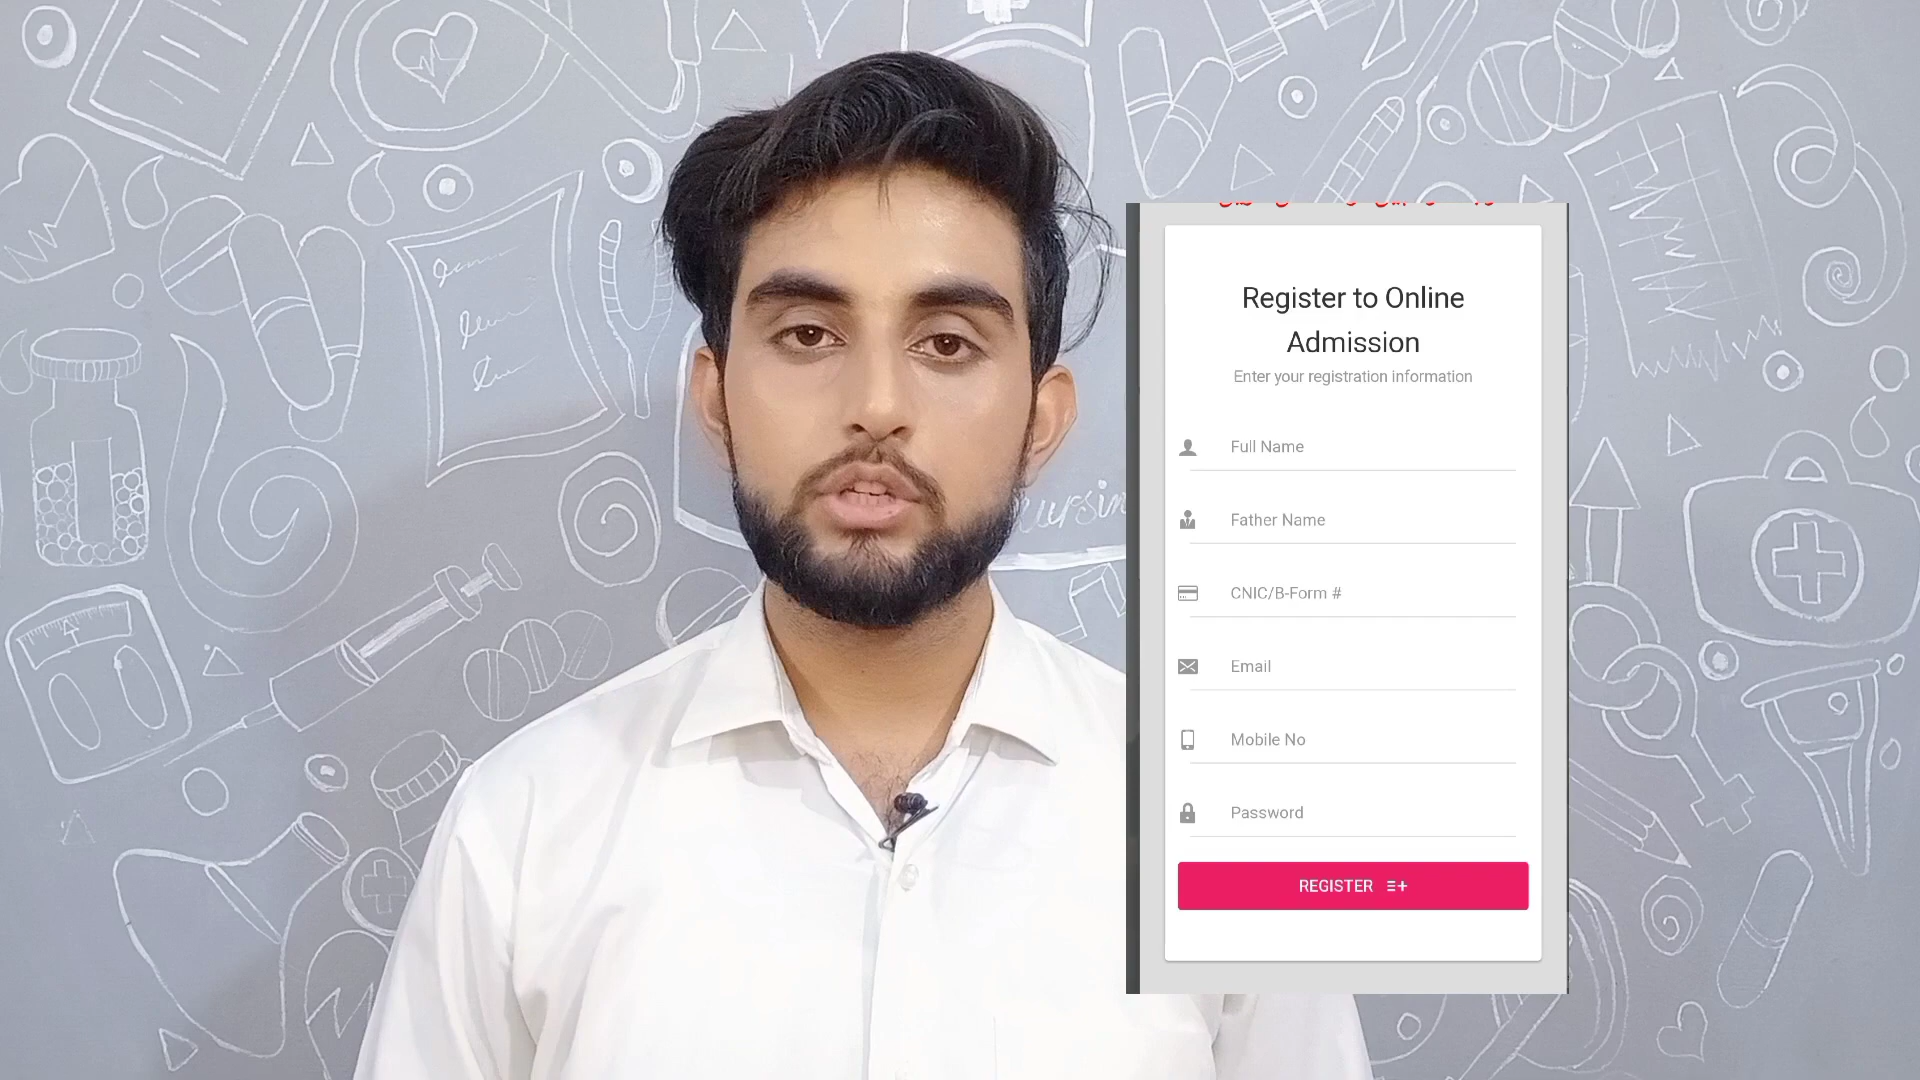 Register to Online
Admission
Enter your registration information
Full Name
Father Name
CNIC/B-Form #
Email
Mobile No
Password
REGISTER